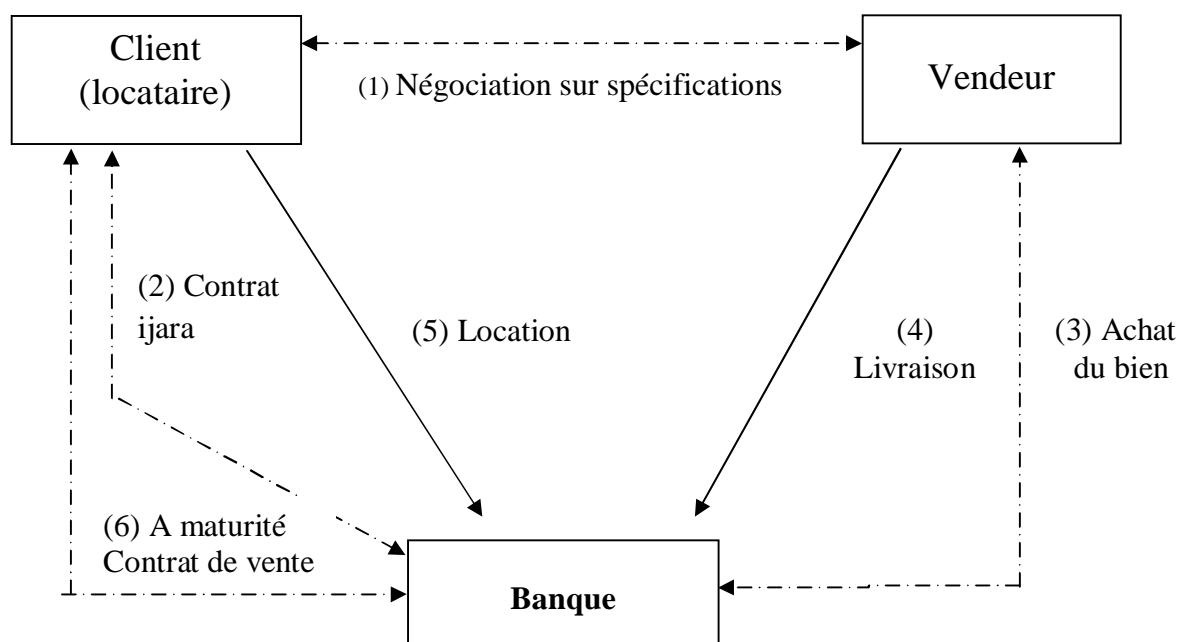 Client
(locataire)
Vendeur
(1) Négociation sur spécifications
(2) Contrat
ijara
(5) Location
(4)
Livraison
(3) Achat
du bien
(6) A maturité
Contrat de vente
Banque